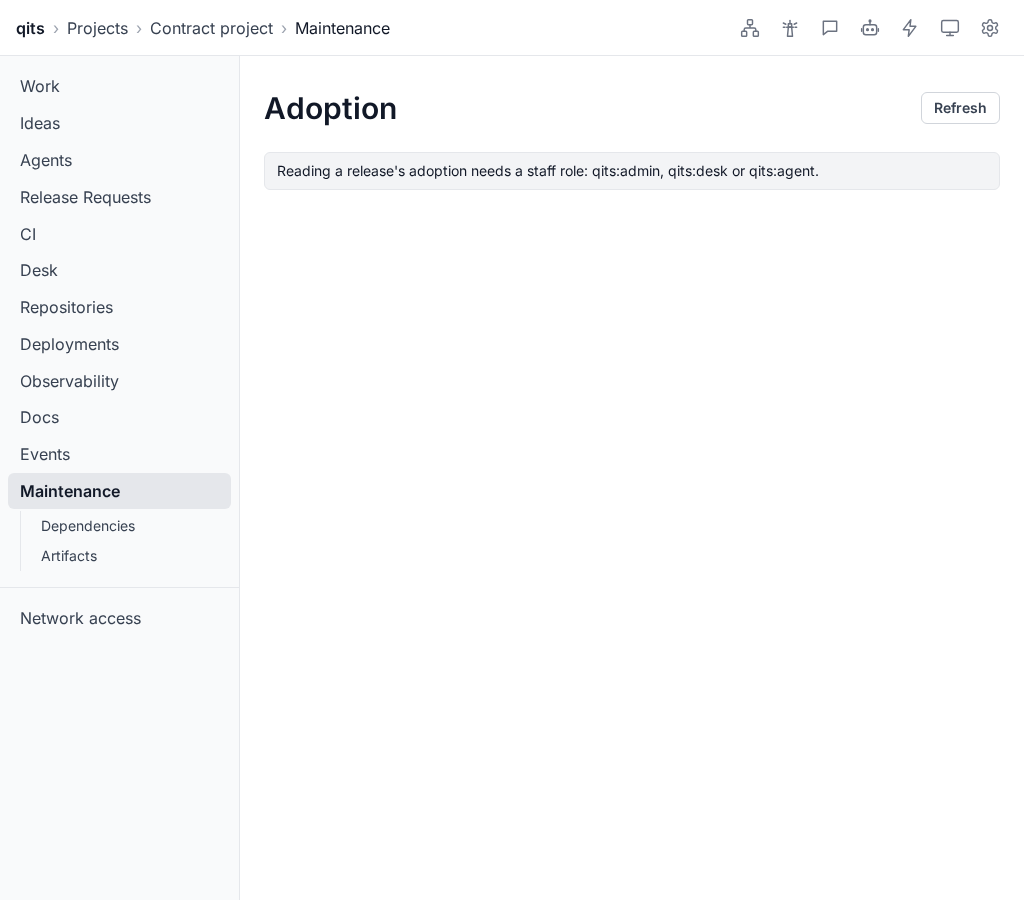 qits › Projects › Contract project › Maintenance
Work
Ideas
Agents
Release Requests
CI
Desk
Repositories
Deployments
Observability
Docs
Events
Maintenance
Dependencies
Artifacts
Network access
Adoption
Refresh
Reading a release's adoption needs a staff role: qits:admin, qits:desk or qits:agent.